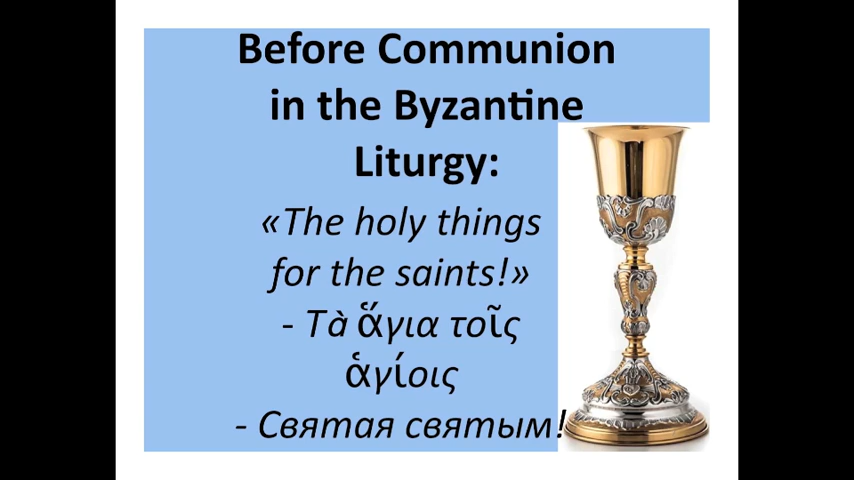 Before Communion
in the Byzantine
Liturgy:
«The holy things
for the saints!»
- Τὰ ἅγια τοῖς
ἁγίοις
- Святая святым!